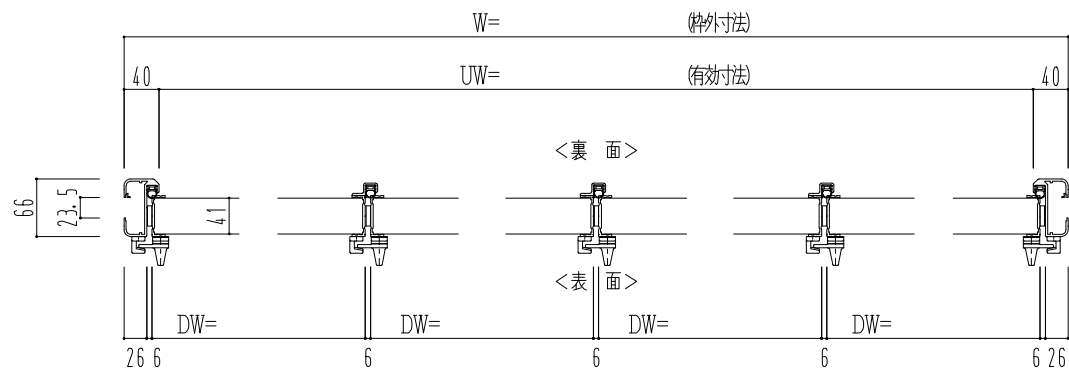 W= (枠外寸法)
40 UW= (有効寸法) 40
<裏 面>
66 23.5 41
<表 面>
DW= DW= DW= DW=
26 6 6 6 6 6 26